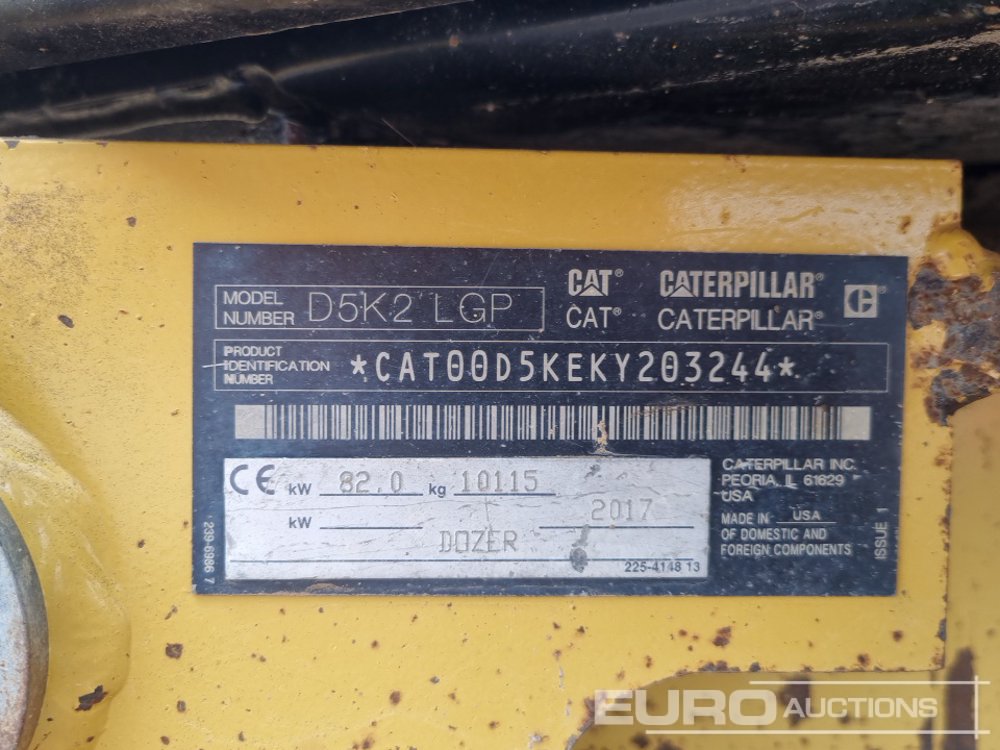 MODEL NUMBER D5K2 LGP
CAT® CATERPILLAR®
CAT® CATERPILLAR®
PRODUCT IDENTIFICATION NUMBER *CAT00D5KEKY203244*
CE kW 82.0 kg 10115
kW 2017
DOZER
225-4148 13
CATERPILLAR INC.
PEORIA, IL 61629
USA
MADE IN USA
OF DOMESTIC AND
FOREIGN COMPONENTS
239-6986 7
ISSUE 1
EURO AUCTIONS